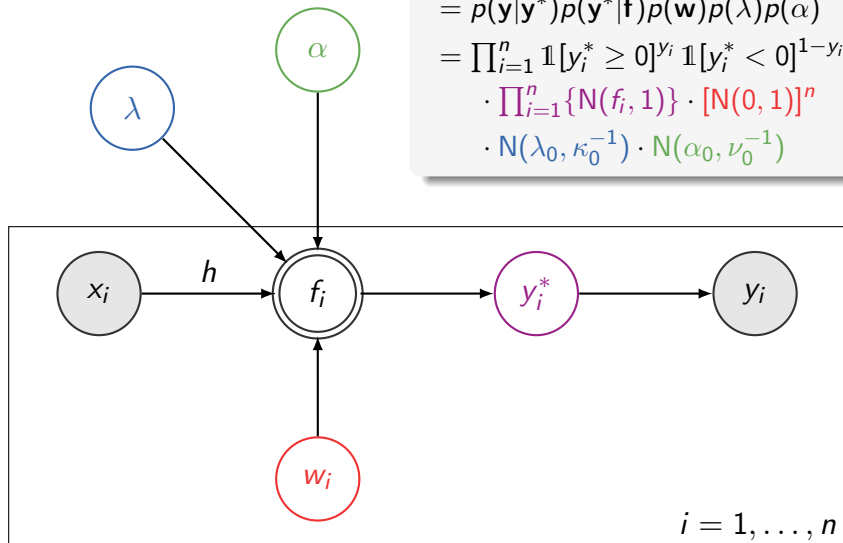 = p(𝐲|𝐲*)p(𝐲*|𝐟)p(𝐰)p(λ)p(α)
= ∏ⁿᵢ₌₁ 𝟙[yᵢ* ≥ 0]^{yᵢ} 𝟙[yᵢ* < 0]^{1−yᵢ}
· ∏ⁿᵢ₌₁{N(fᵢ, 1)} · [N(0, 1)]ⁿ
· N(λ₀, κ₀⁻¹) · N(α₀, ν₀⁻¹)
α
λ
xᵢ
h
fᵢ
yᵢ*
yᵢ
wᵢ
i = 1, . . . , n